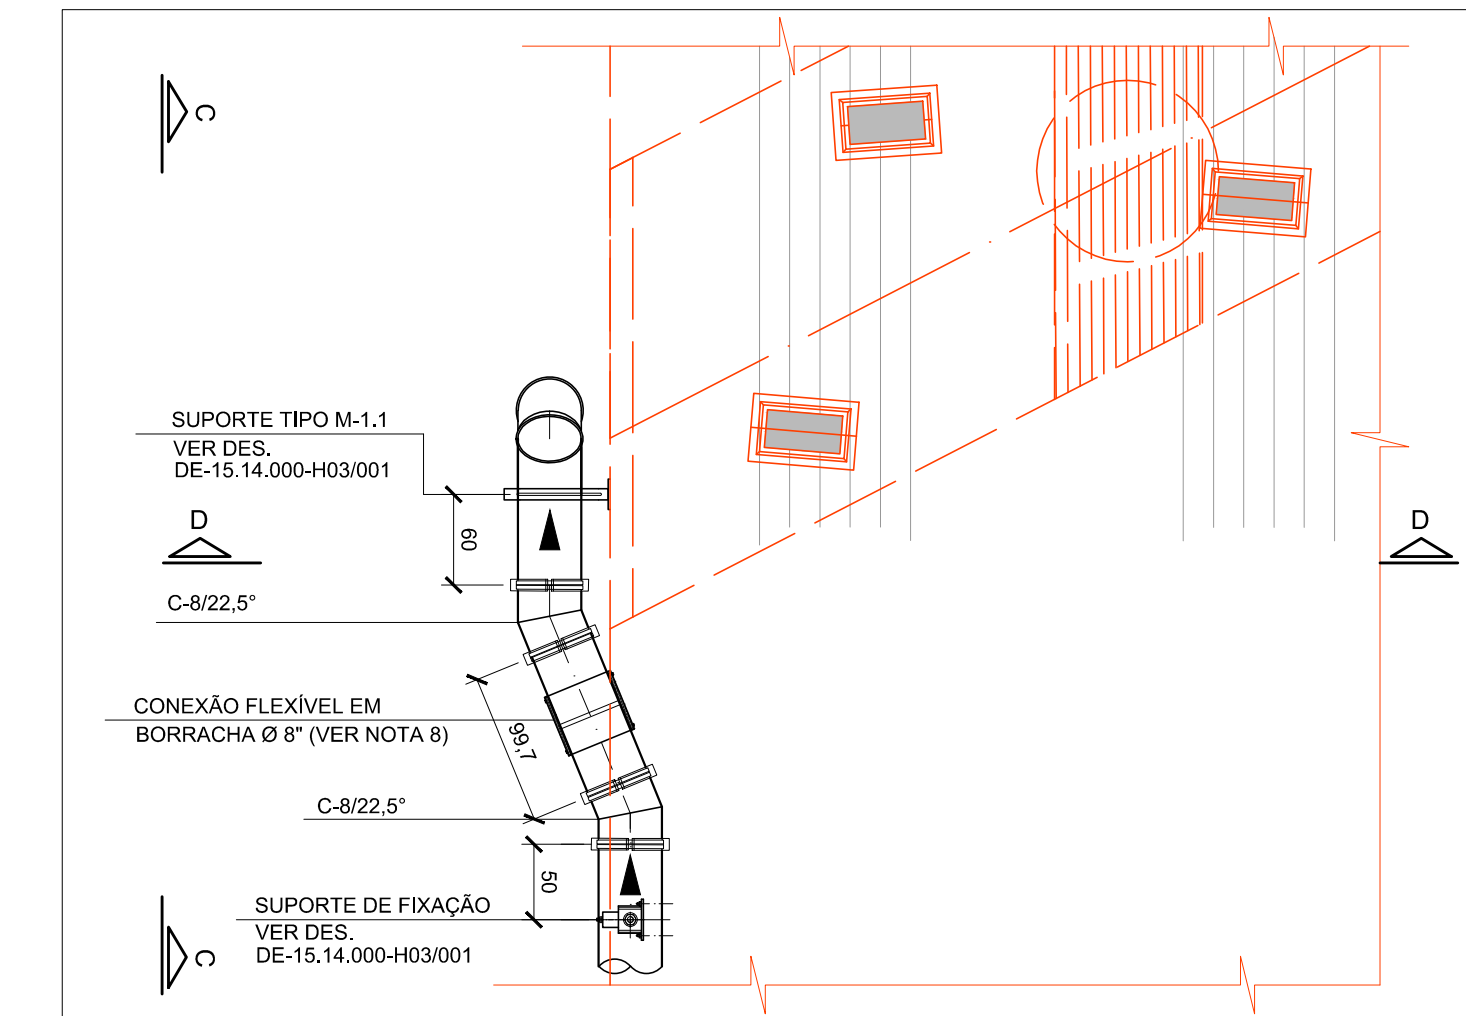 C
SUPORTE TIPO M-1.1
VER DES.
DE-15.14.000-H03/001
60
D
D
C-8/22,5°
CONEXÃO FLEXÍVEL EM
BORRACHA Ø 8" (VER NOTA 8)
99,7
C-8/22,5°
50
SUPORTE DE FIXAÇÃO
VER DES.
DE-15.14.000-H03/001
C